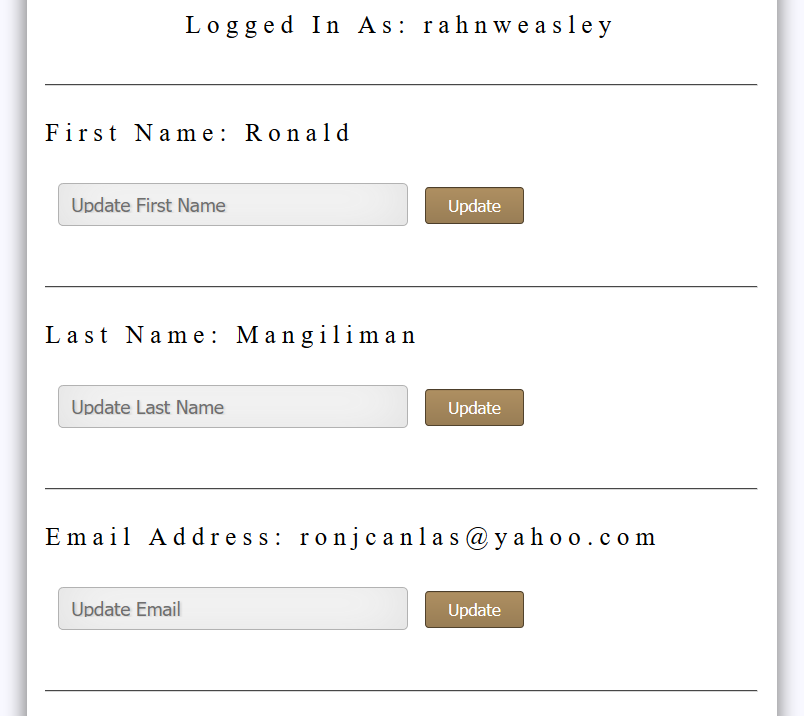 Logged In As: rahnweasley
First Name: Ronald
Update First Name Update
Last Name: Mangiliman
Update Last Name Update
Email Address: ronjcanlas@yahoo.com
Update Email Update